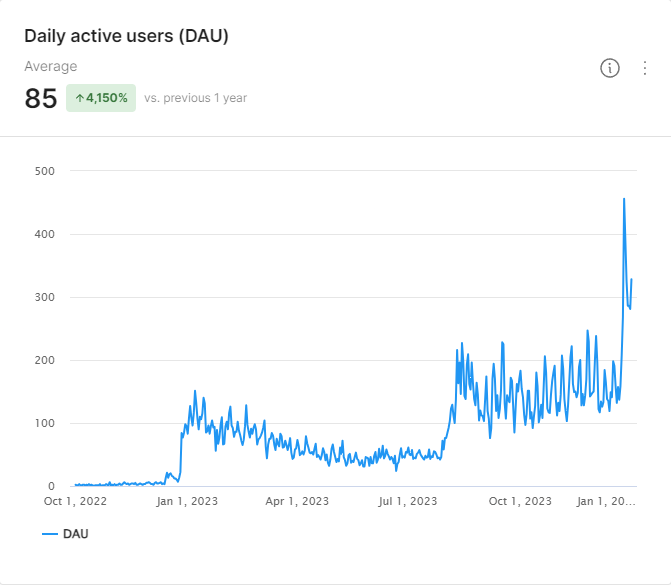 Daily active users (DAU)
Average
85 ↑4,150% vs. previous 1 year
500
400
300
200
100
0
Oct 1, 2022 Jan 1, 2023 Apr 1, 2023 Jul 1, 2023 Oct 1, 2023 Jan 1, 20...
DAU